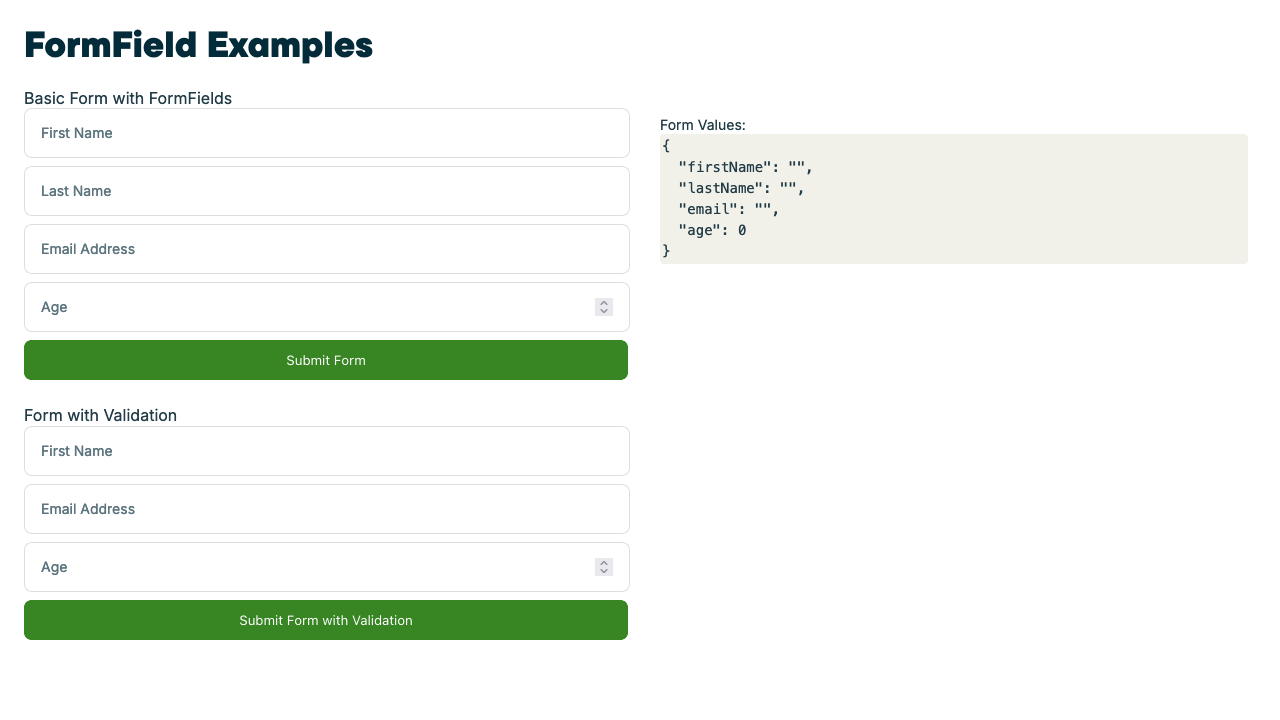 FormField Examples
Basic Form with FormFields
First Name
Last Name
Email Address
Age
Submit Form
Form Values:
{
  "firstName": "",
  "lastName": "",
  "email": "",
  "age": 0
}
Form with Validation
First Name
Email Address
Age
Submit Form with Validation